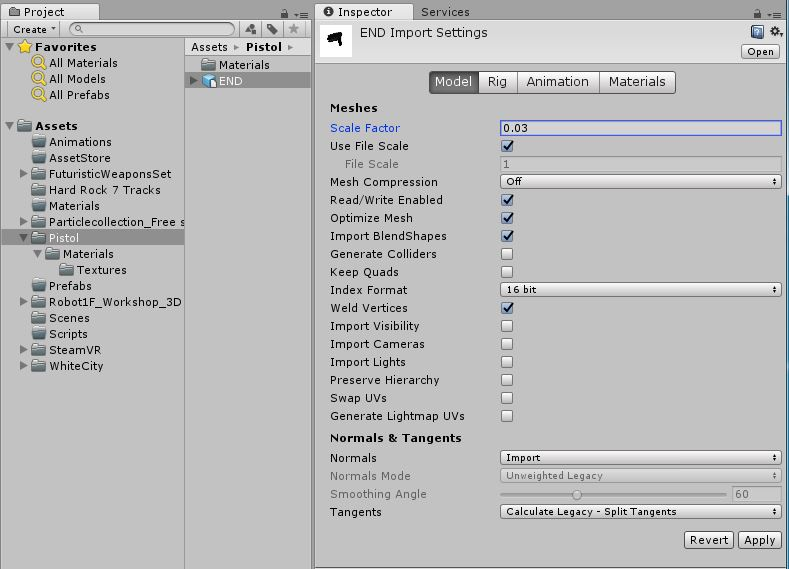 Project
Create
Favorites
All Materials
All Models
All Prefabs
Assets
Animations
AssetStore
FuturisticWeaponsSet
Hard Rock 7 Tracks
Materials
Particlecollection_Free s
Pistol
Materials
Textures
Prefabs
Robot1F_Workshop_3D
Scenes
Scripts
SteamVR
WhiteCity
Assets Pistol
Materials
END
Inspector Services
END Import Settings
Open
Model Rig Animation Materials
Meshes
Scale Factor 0.03
Use File Scale
File Scale 1
Mesh Compression Off
Read/Write Enabled
Optimize Mesh
Import BlendShapes
Generate Colliders
Keep Quads
Index Format 16 bit
Weld Vertices
Import Visibility
Import Cameras
Import Lights
Preserve Hierarchy
Swap UVs
Generate Lightmap UVs
Normals & Tangents
Normals Import
Normals Mode Unweighted Legacy
Smoothing Angle 60
Tangents Calculate Legacy - Split Tangents
Revert Apply